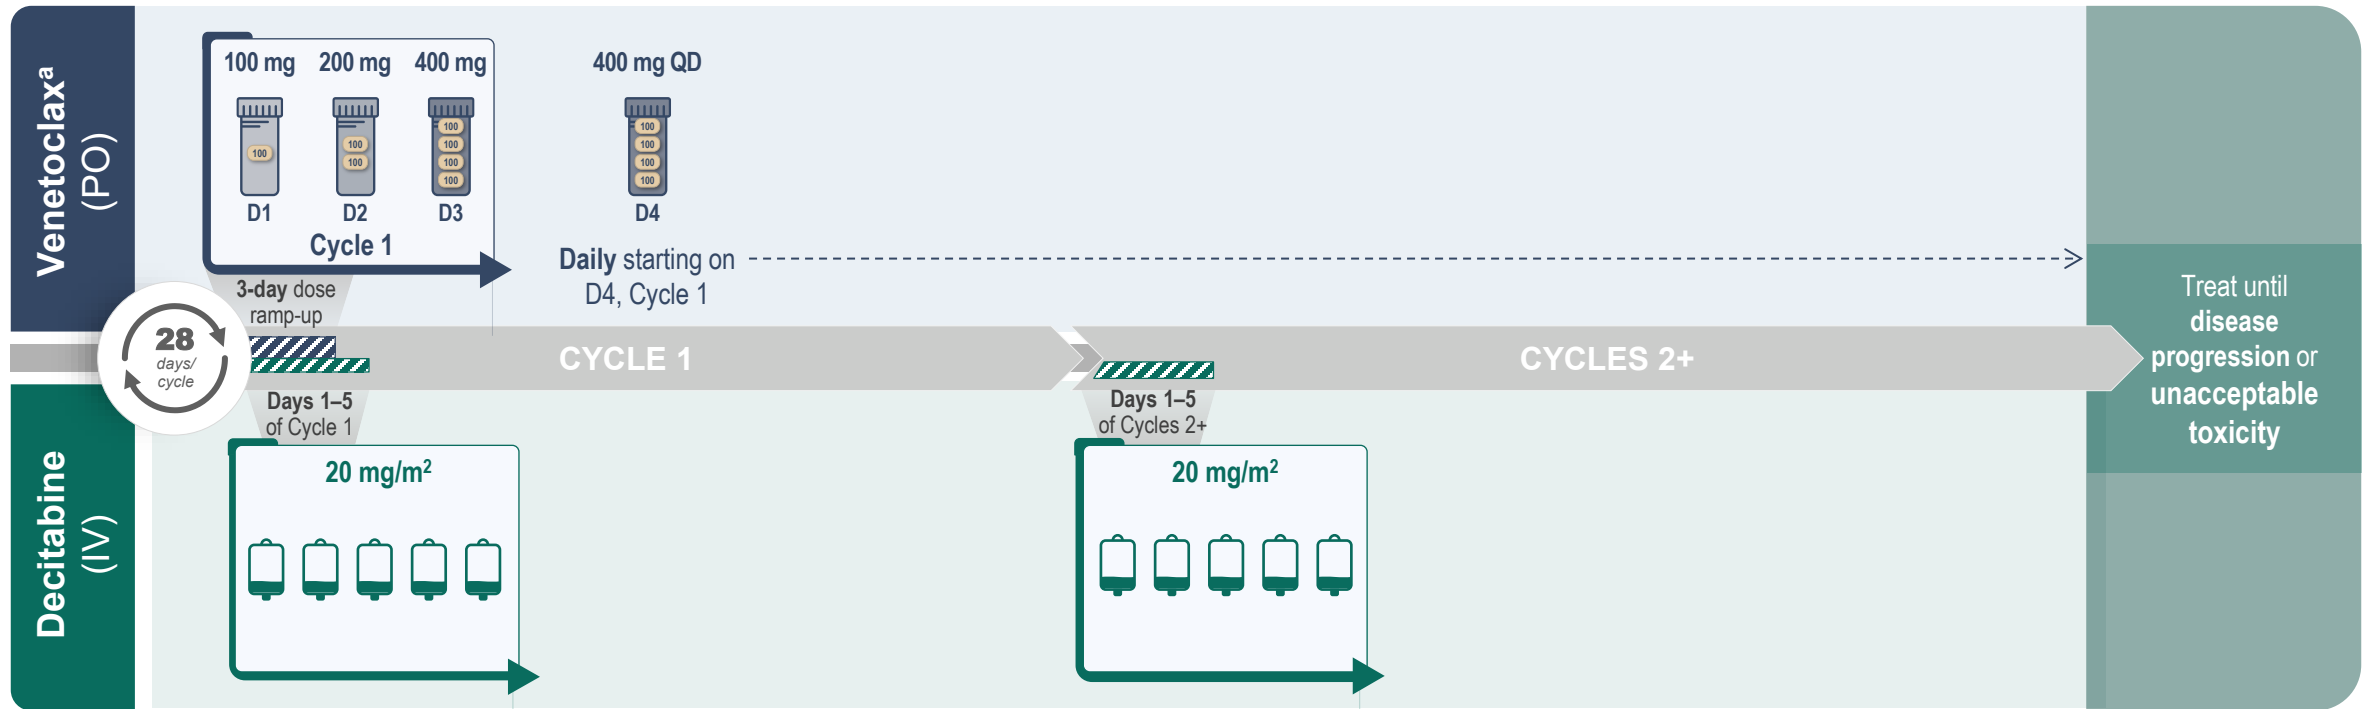 Venetoclaxᵃ
(PO)
100 mg
200 mg
400 mg
100
100
100
100
100
100
100
D1
D2
D3
Cycle 1
400 mg QD
100
100
100
100
D4
Daily starting on
D4, Cycle 1
3-day dose
ramp-up
28
days/
cycle
CYCLE 1
CYCLES 2+
Treat until
disease
progression or
unacceptable
toxicity
Decitabine
(IV)
Days 1–5
of Cycle 1
20 mg/m²
Days 1–5
of Cycles 2+
20 mg/m²